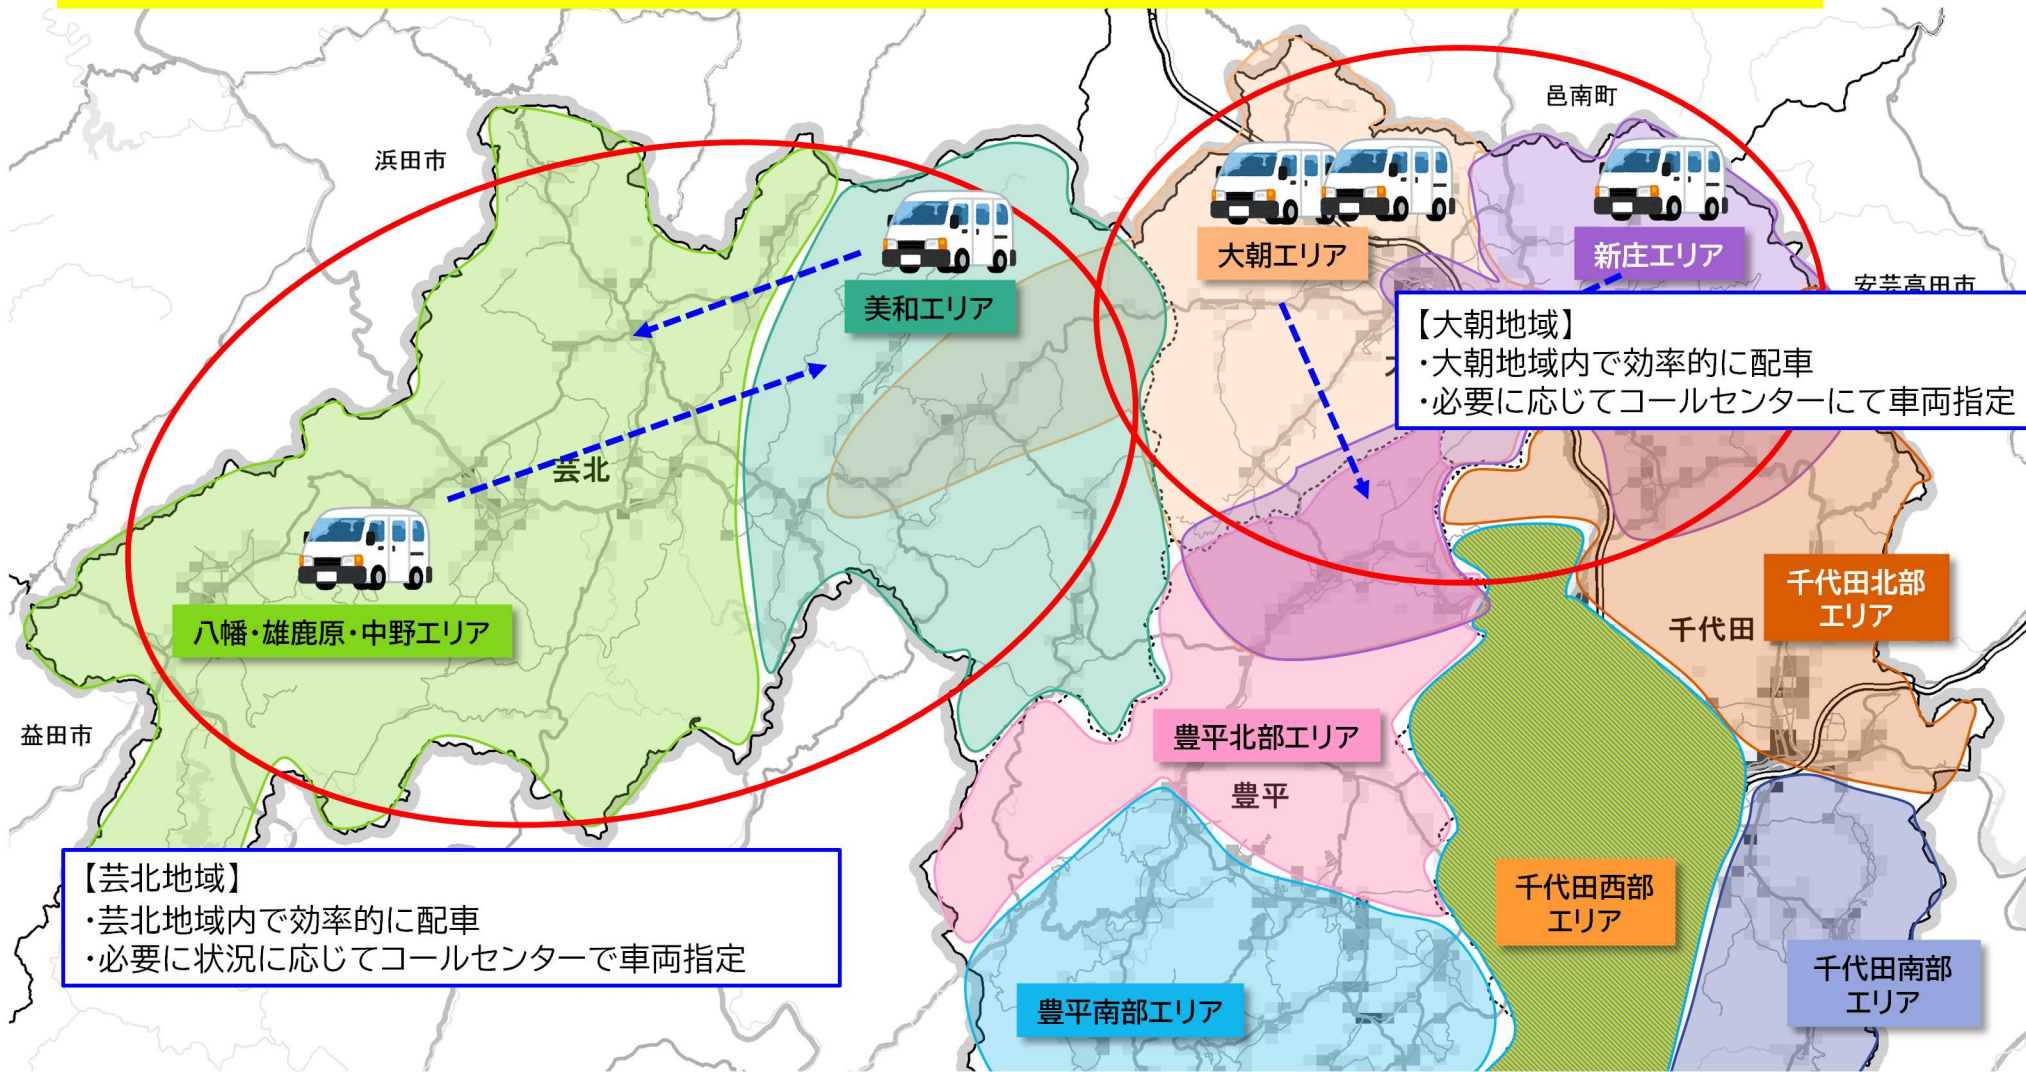 邑南町
浜田市
大朝エリア
新庄エリア
安芸高田市
美和エリア
【大朝地域】
・大朝地域内で効率的に配車
・必要に応じてコールセンターにて車両指定
芸北
千代田北部
エリア
千代田
八幡・雄鹿原・中野エリア
益田市
豊平北部エリア
豊平
【芸北地域】
・芸北地域内で効率的に配車
・必要に状況に応じてコールセンターで車両指定
千代田西部
エリア
千代田南部
エリア
豊平南部エリア